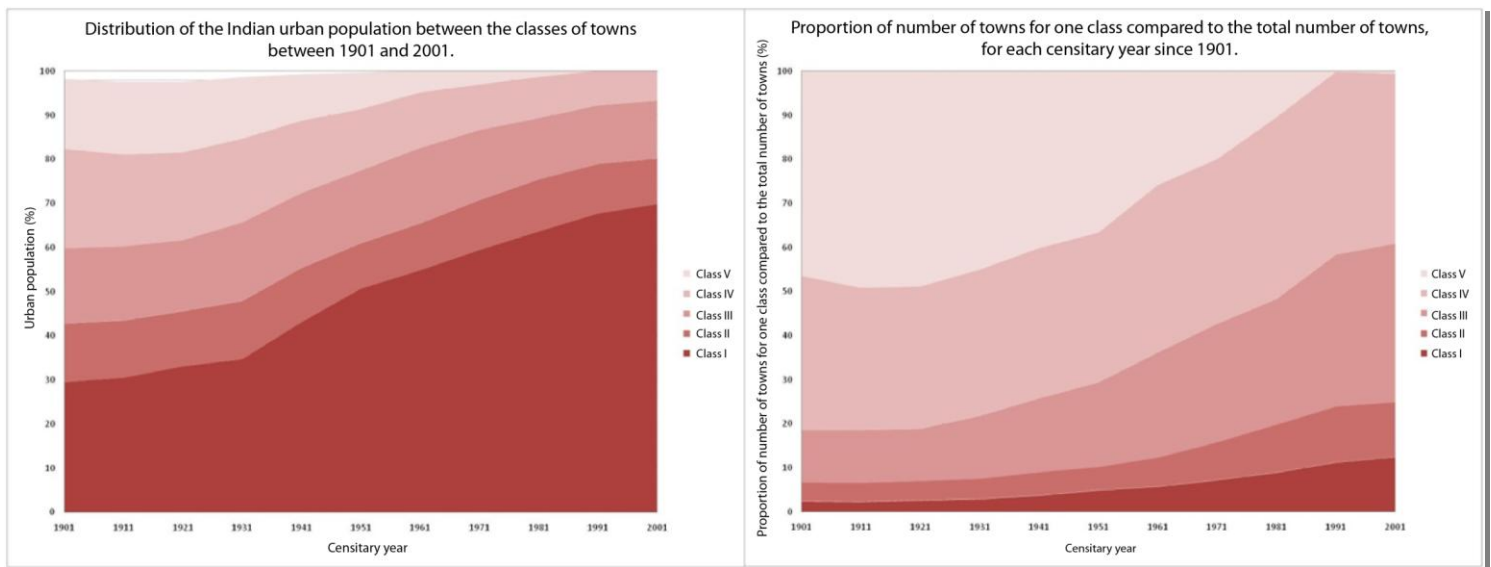 Distribution of the Indian urban population between the classes of towns
between 1901 and 2001.
Urban population (%)
100
90
80
70
60
50
40
30
20
10
0
1901 1911 1921 1931 1941 1951 1961 1971 1981 1991 2001
Censitary year
Class V
Class IV
Class III
Class II
Class I
Proportion of number of towns for one class compared to the total number of towns,
for each censitary year since 1901.
Proportion of number of towns for one class compared to the total number of towns (%)
100
90
80
70
60
50
40
30
20
10
0
1901 1911 1921 1931 1941 1951 1961 1971 1981 1991 2001
Censitary year
Class V
Class IV
Class III
Class II
Class I